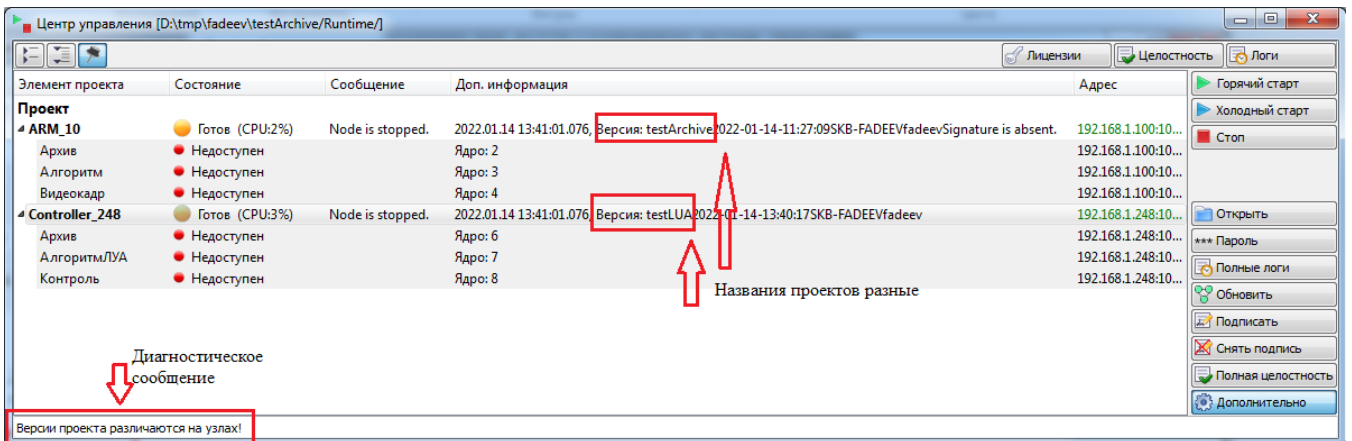 Центр управления [D:\tmp\fadeev\testArchive/Runtime/]
Лицензии Целостность Логи
Элемент проекта Состояние Сообщение Доп. информация Адрес Горячий старт
Проект Холодный старт
ARM_10 Готов (CPU:2%) Node is stopped. 2022.01.14 13:41:01.076, Версия: testArchive2022-01-14-11:27:09SKB-FADEEVfadeevSignature is absent. 192.168.1.100:10... Стоп
Архив Недоступен Ядро: 2 192.168.1.100:10...
Алгоритм Недоступен Ядро: 3 192.168.1.100:10...
Видеокадр Недоступен Ядро: 4 192.168.1.100:10...
Controller_248 Готов (CPU:3%) Node is stopped. 2022.01.14 13:41:01.076, Версия: testLUA2022-01-14-13:40:17SKB-FADEEVfadeev 192.168.1.248:10... Открыть
Архив Недоступен Ядро: 6 192.168.1.248:10... *** Пароль
АлгоритмЛУА Недоступен Ядро: 7 192.168.1.248:10... Полные логи
Контроль Недоступен Ядро: 8 192.168.1.248:10...
Названия проектов разные Обновить
Подписать
Диагностическое Снять подпись
сообщение Полная целостность
Дополнительно
Версии проекта различаются на узлах!